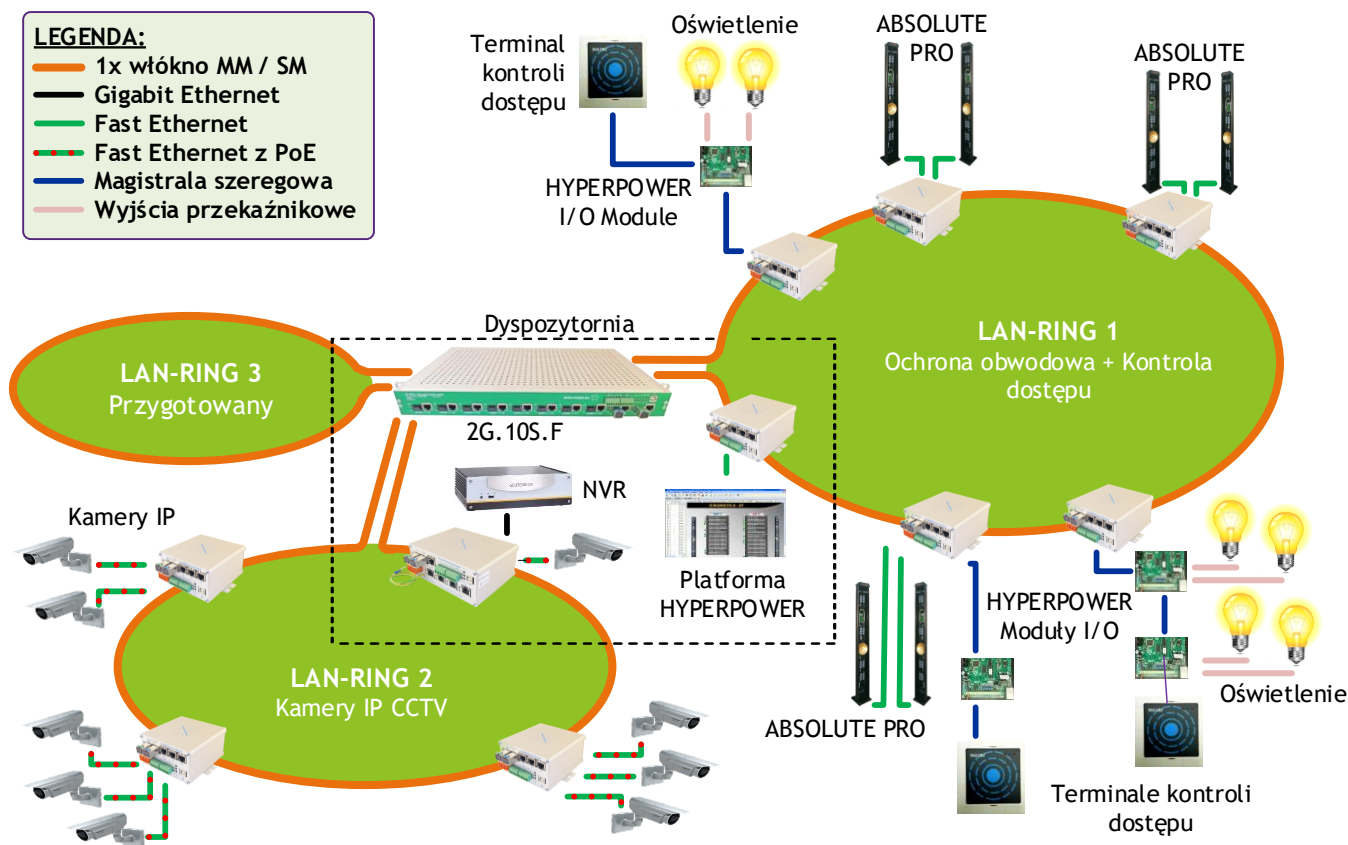 LEGENDA:
1x włókno MM / SM
Gigabit Ethernet
Fast Ethernet
Fast Ethernet z PoE
Magistrala szeregowa
Wyjścia przekaźnikowe
Terminal
kontroli
dostępu
Oświetlenie
HYPERPOWER
I/O Module
ABSOLUTE
PRO
ABSOLUTE
PRO
LAN-RING 1
Ochrona obwodowa + Kontrola
dostępu
Dyspozytornia
LAN-RING 3
Przygotowany
2G.10S.F
NVR
Kamery IP
Platforma
HYPERPOWER
LAN-RING 2
Kamery IP CCTV
ABSOLUTE PRO
HYPERPOWER
Moduły I/O
Oświetlenie
Terminale kontroli
dostępu